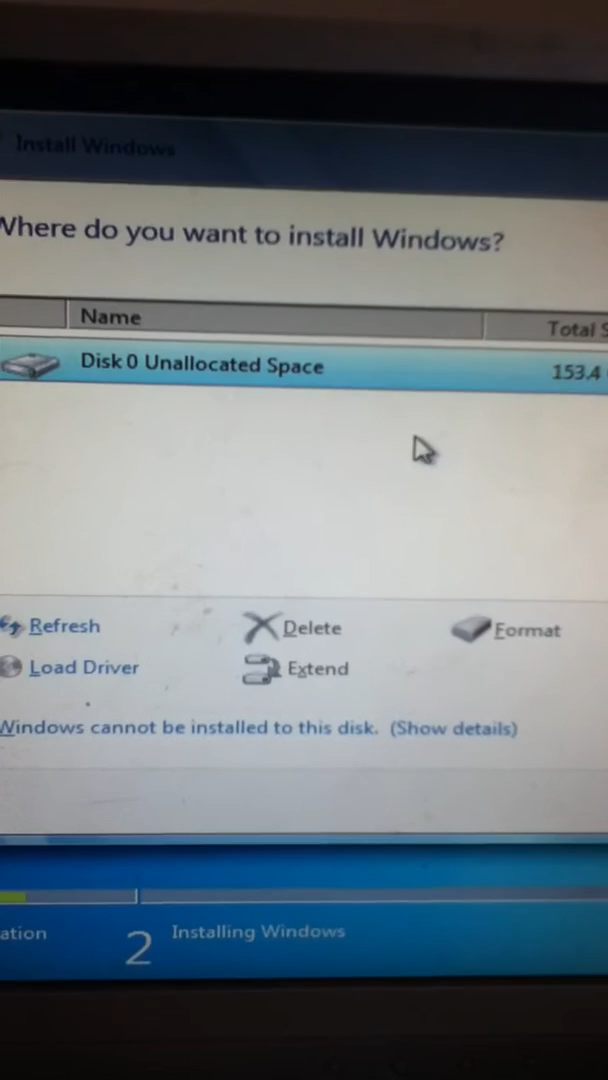 Install Windows
Where do you want to install Windows?
Name Total S
Disk 0 Unallocated Space 153.4
Refresh Delete Format
Load Driver Extend
Windows cannot be installed to this disk. (Show details)
ation 2 Installing Windows